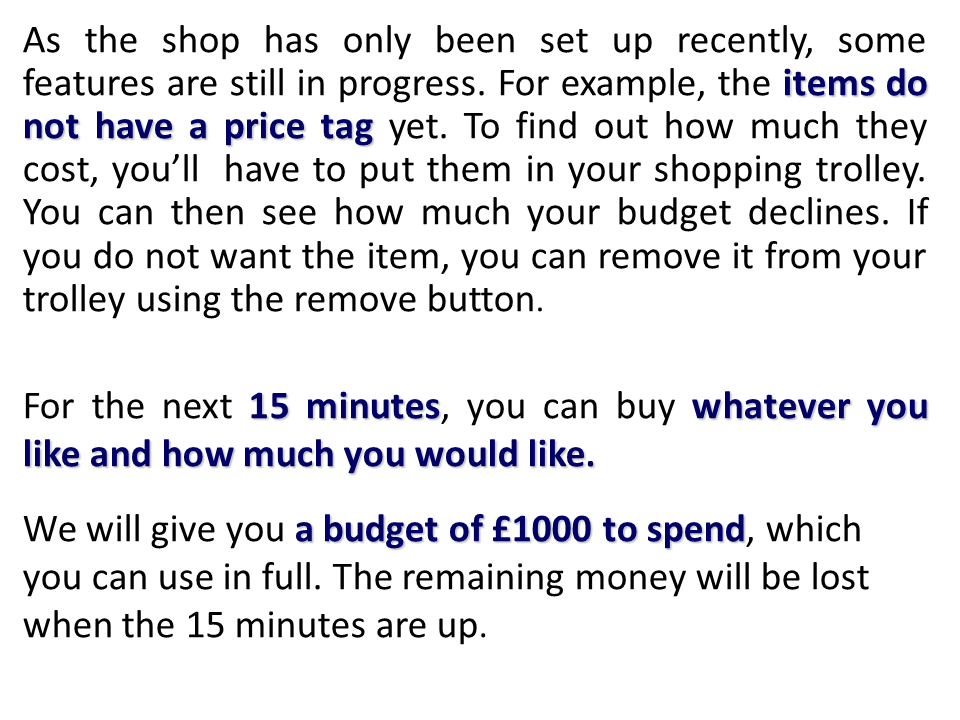 As the shop has only been set up recently, some
features are still in progress. For example, the items do
not have a price tag yet. To find out how much they
cost, you’ll  have to put them in your shopping trolley.
You can then see how much your budget declines. If
you do not want the item, you can remove it from your
trolley using the remove button.
For the next 15 minutes, you can buy whatever you
like and how much you would like.
We will give you a budget of £1000 to spend, which
you can use in full. The remaining money will be lost
when the 15 minutes are up.